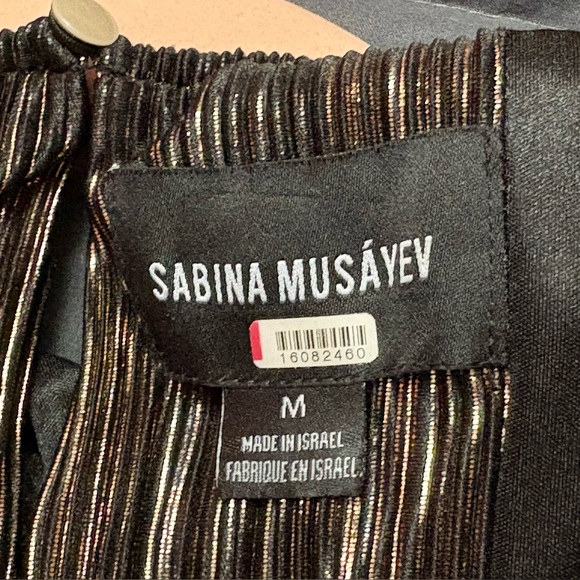 SABINA MUSÁYEV
16082460
M
MADE IN ISRAEL
FABRIQUE EN ISRAEL